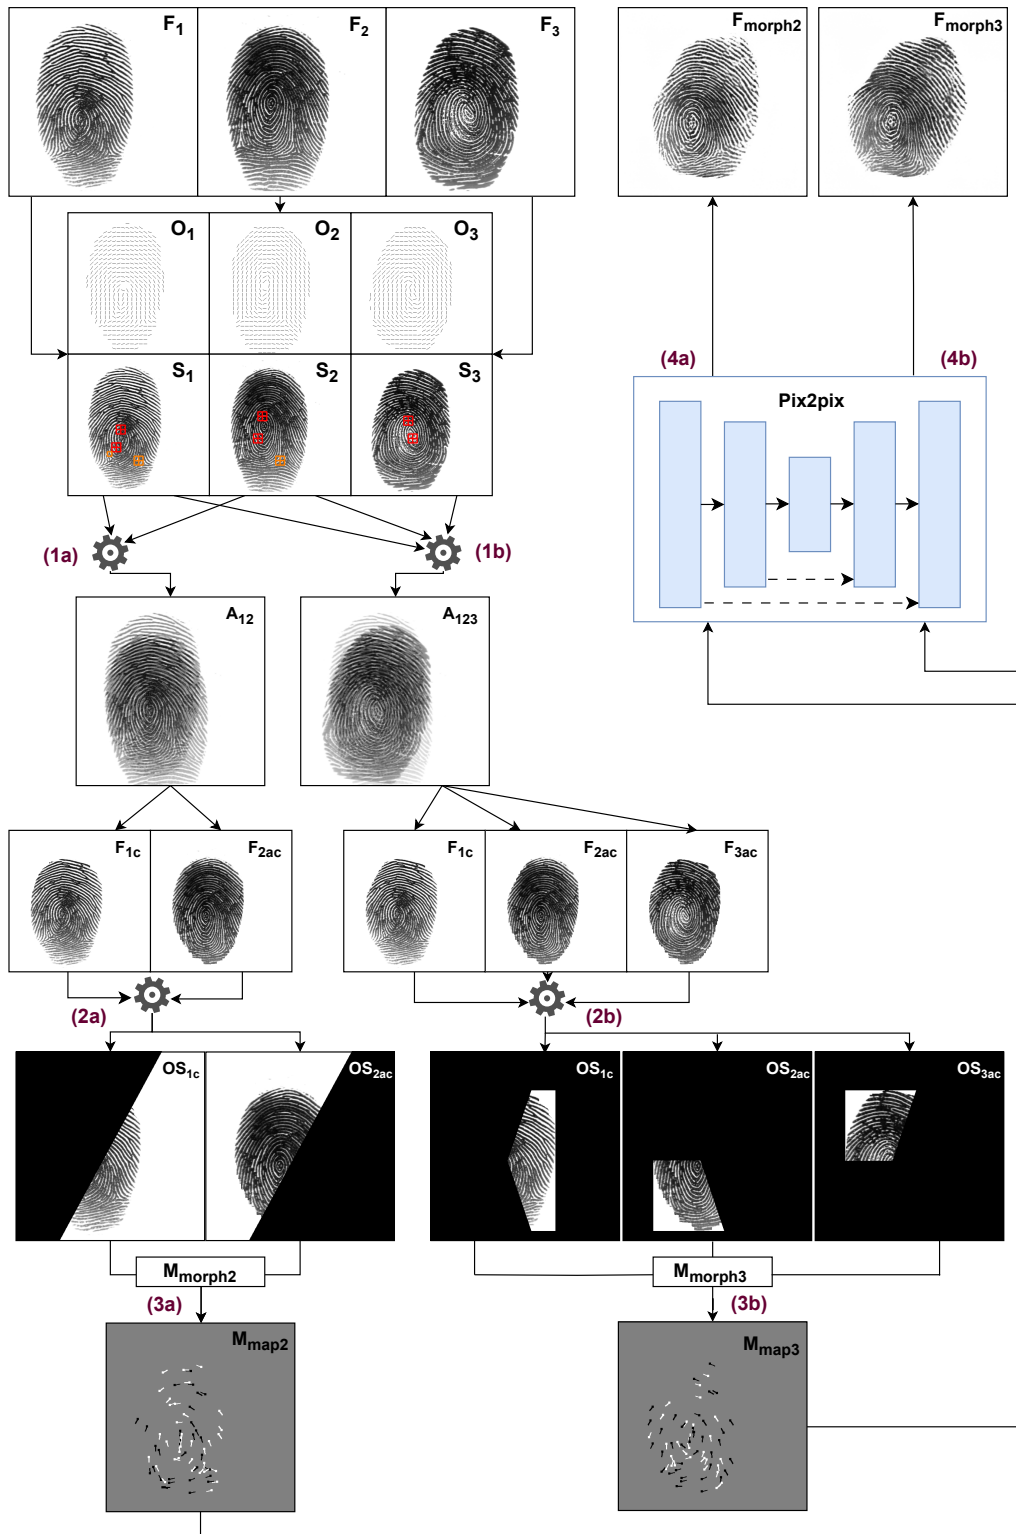 F1 F2 F3 Fmorph2 Fmorph3
O1 O2 O3
S1 S2 S3 (4a) (4b)
Pix2pix
(1a) (1b)
A12 A123
F1c F2ac F1c F2ac F3ac
(2a) (2b)
OS1c OS2ac OS1c OS2ac OS3ac
Mmorph2 Mmorph3
(3a) (3b)
Mmap2 Mmap3